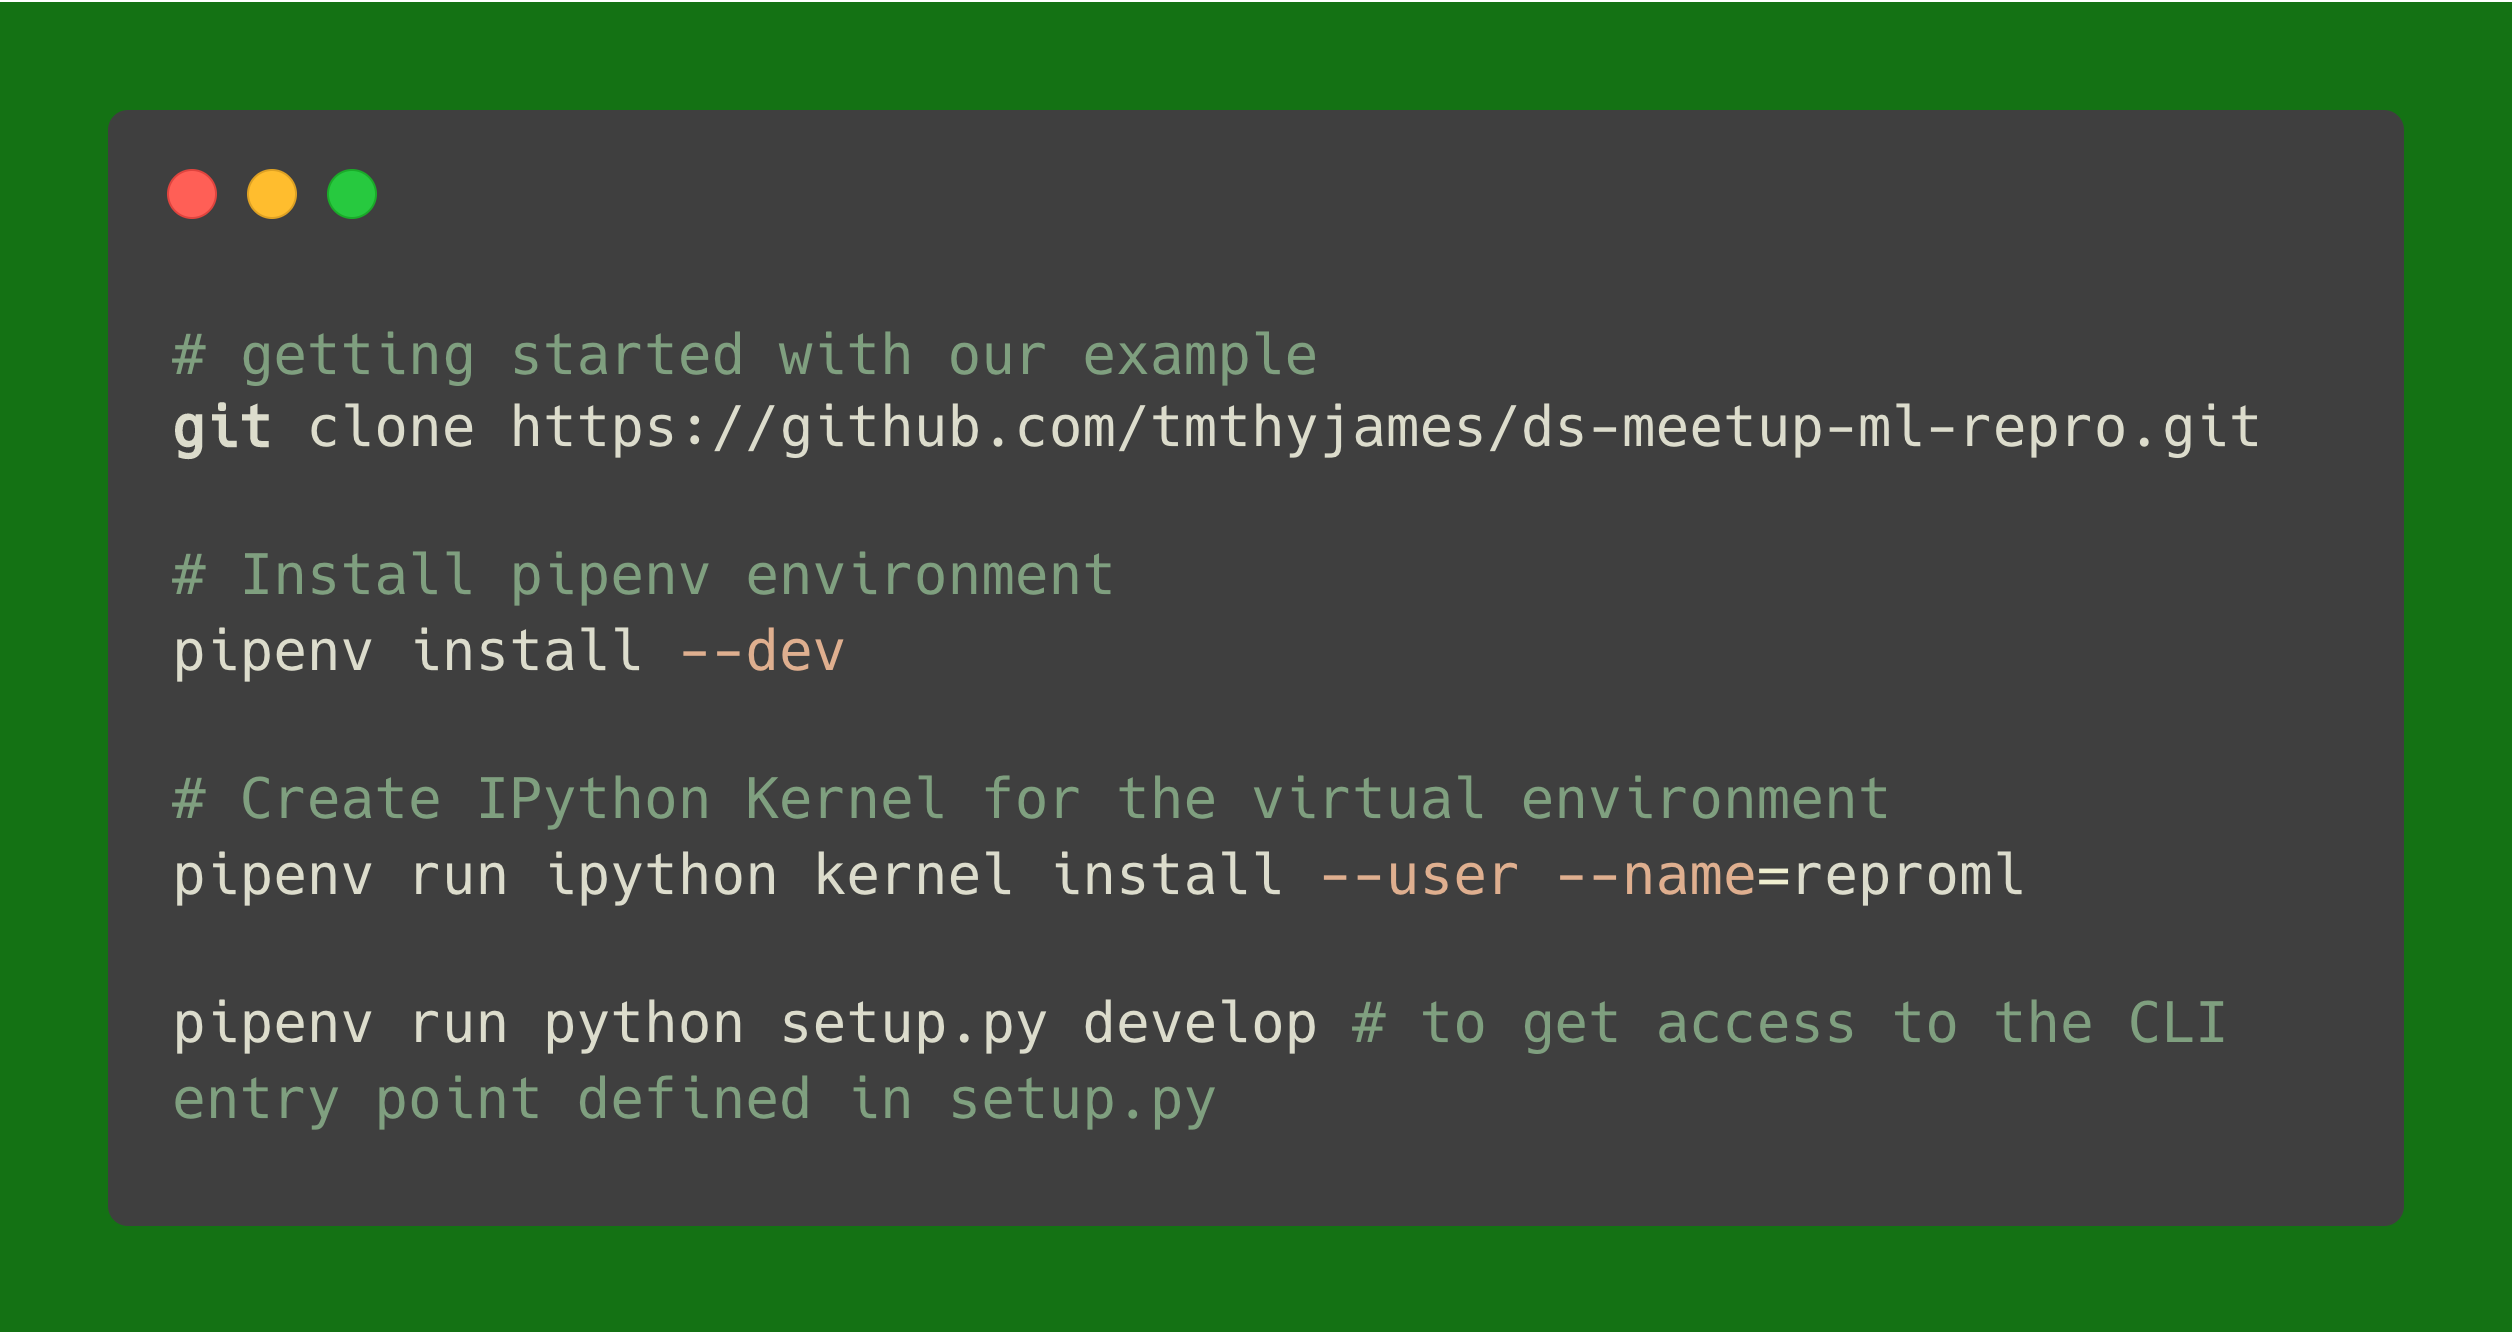 # getting started with our example
git clone https://github.com/tmthyjames/ds-meetup-ml-repro.git
# Install pipenv environment
pipenv install --dev
# Create IPython Kernel for the virtual environment
pipenv run ipython kernel install --user --name=reproml
pipenv run python setup.py develop # to get access to the CLI
entry point defined in setup.py